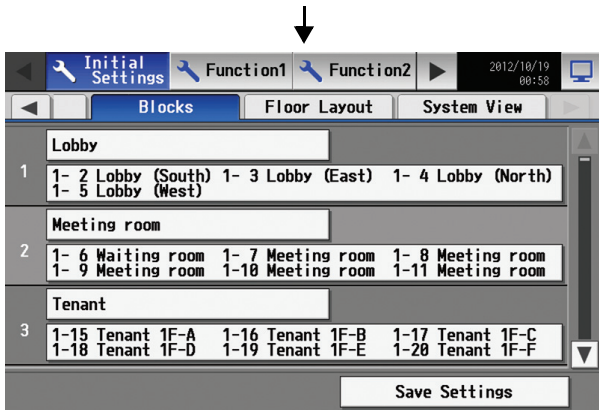 Initial Settings
Function1
Function2
2012/10/19
00:58
Blocks
Floor Layout
System View
1
Lobby
1- 2 Lobby (South) 1- 3 Lobby (East) 1- 4 Lobby (North)
1- 5 Lobby (West)
2
Meeting room
1- 6 Waiting room 1- 7 Meeting room 1- 8 Meeting room
1- 9 Meeting room 1-10 Meeting room 1-11 Meeting room
3
Tenant
1-15 Tenant 1F-A 1-16 Tenant 1F-B 1-17 Tenant 1F-C
1-18 Tenant 1F-D 1-19 Tenant 1F-E 1-20 Tenant 1F-F
Save Settings